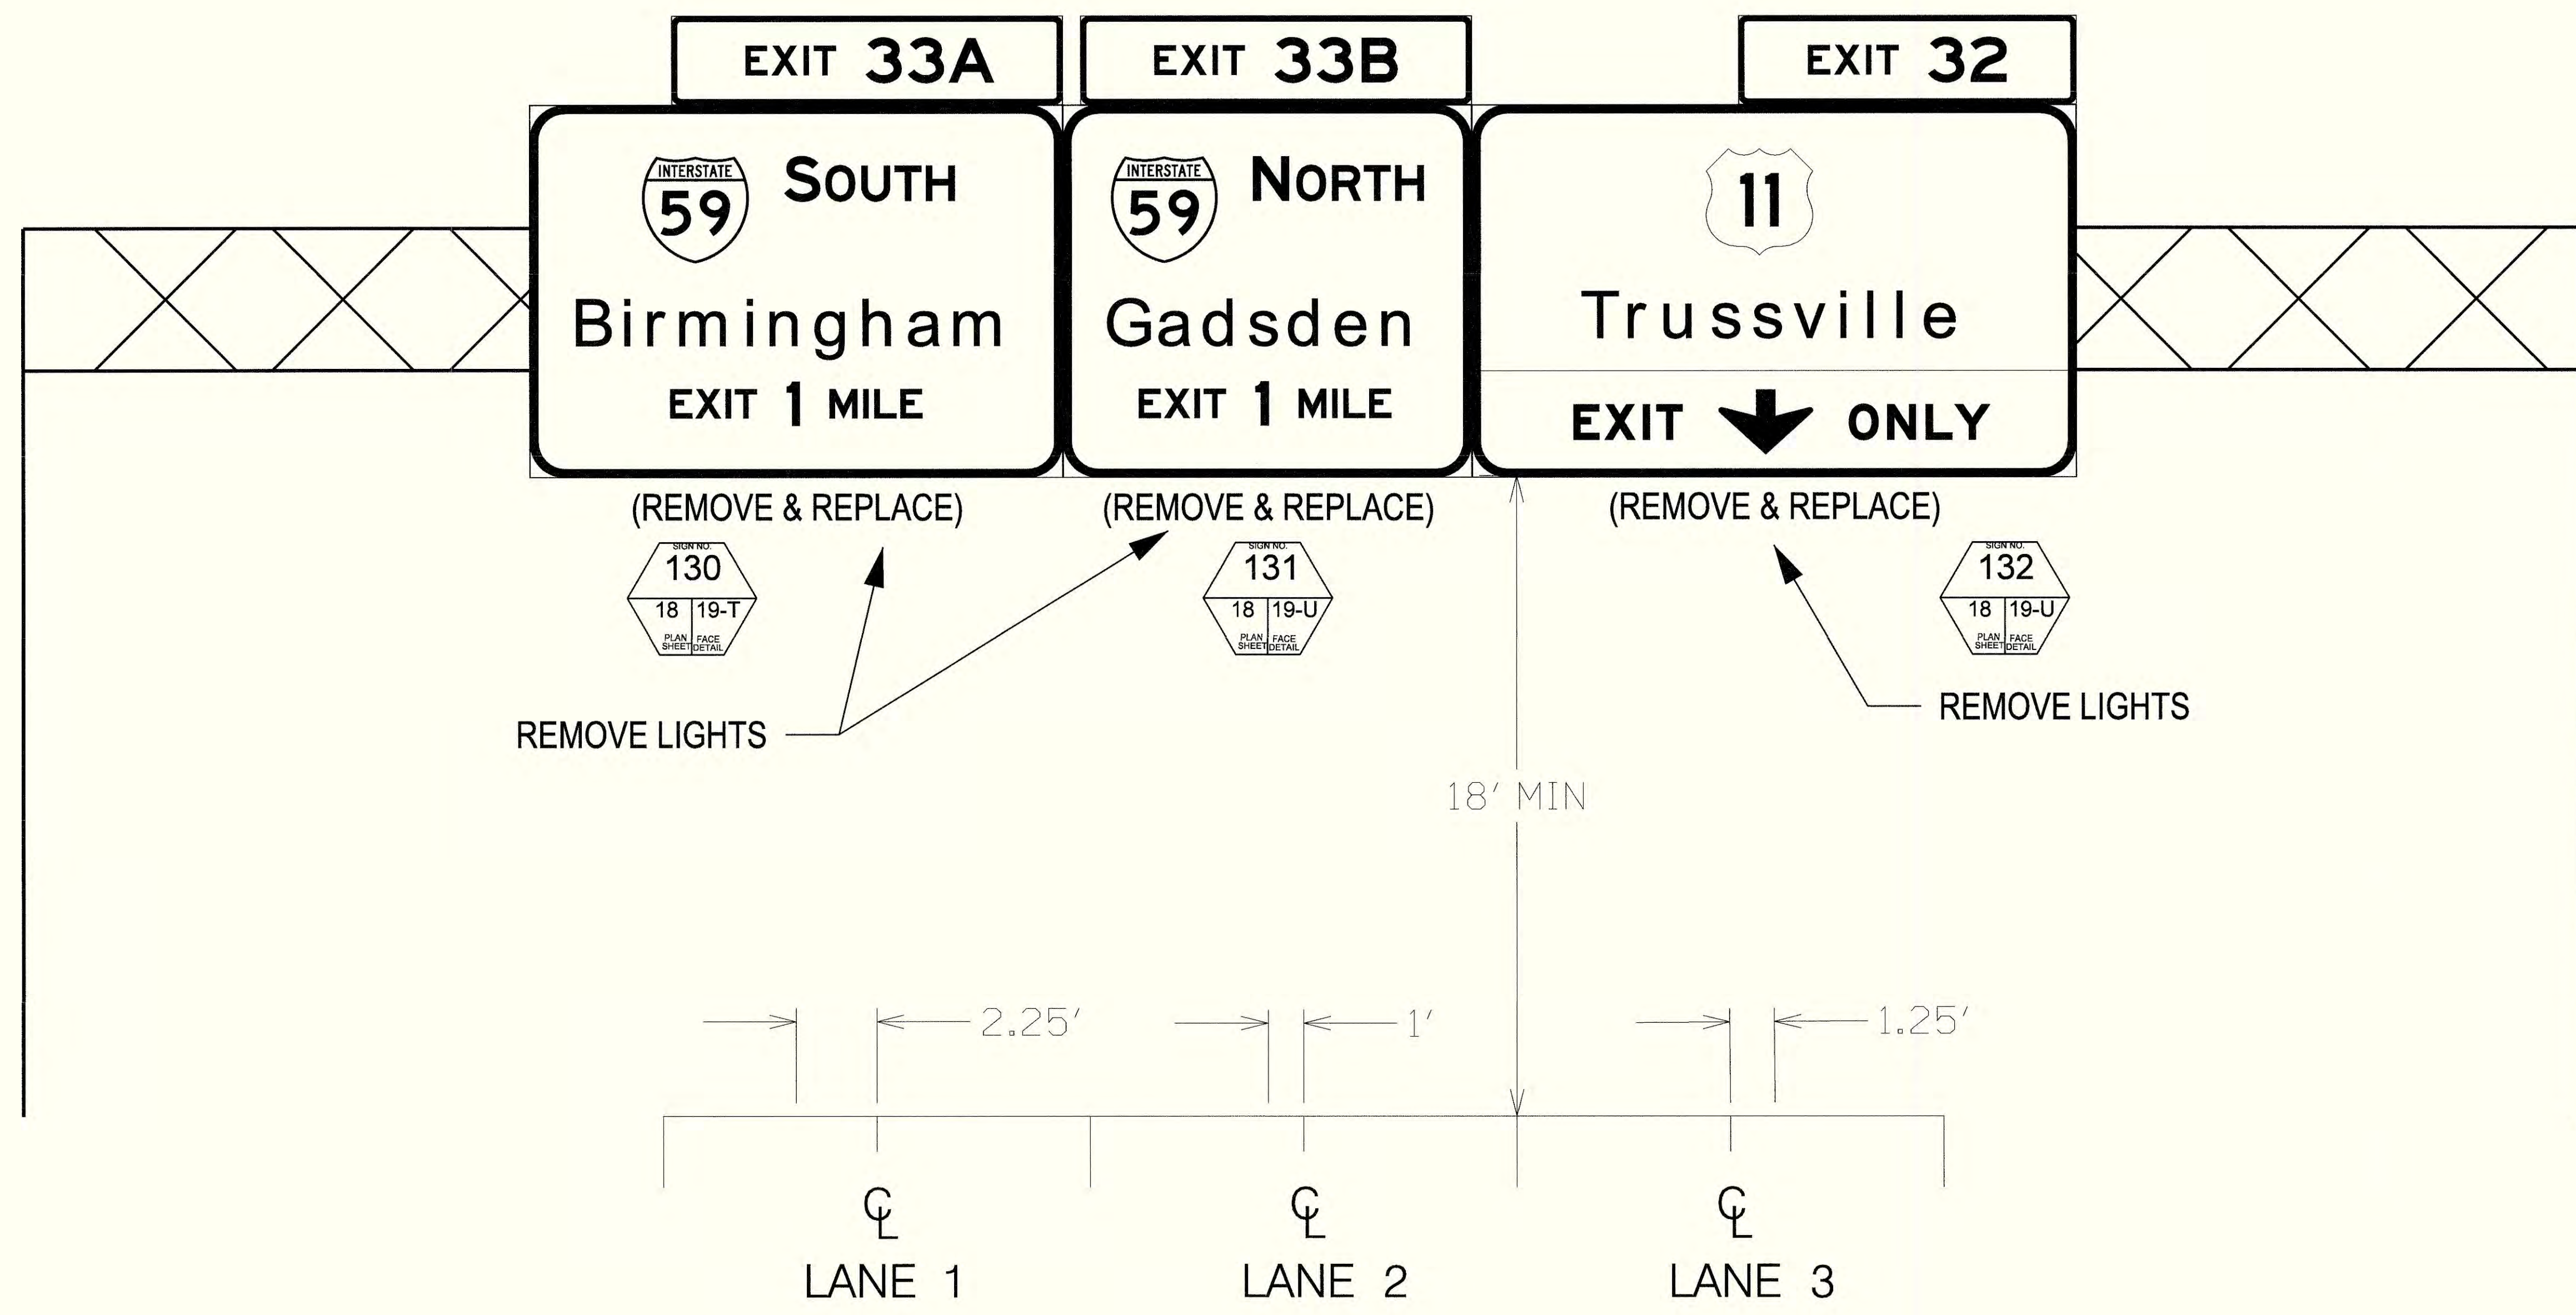 EXIT 33A
INTERSTATE
59
SOUTH
Birmingham
EXIT 1 MILE
(REMOVE & REPLACE)
SIGN NO.
130
18
19-T
PLAN
SHEET
FACE
DETAIL
EXIT 33B
INTERSTATE
59
NORTH
Gadsden
EXIT 1 MILE
(REMOVE & REPLACE)
SIGN NO.
131
18
19-U
PLAN
SHEET
FACE
DETAIL
EXIT 32
11
Trussville
EXIT ONLY
(REMOVE & REPLACE)
SIGN NO.
132
18
19-U
PLAN
SHEET
FACE
DETAIL
REMOVE LIGHTS
REMOVE LIGHTS
18' MIN
2.25'
1'
1.25'
CL
LANE 1
CL
LANE 2
CL
LANE 3